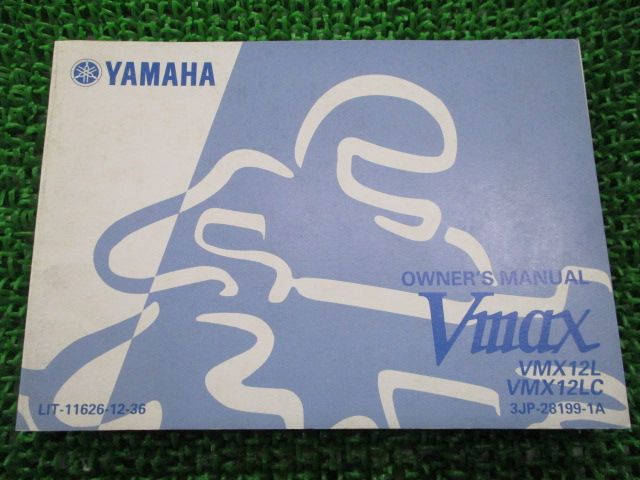 YAMAHA
OWNER'S MANUAL
Vmax
VMX12L
VMX12LC
LIT-11626-12-36
3JP-28199-1A